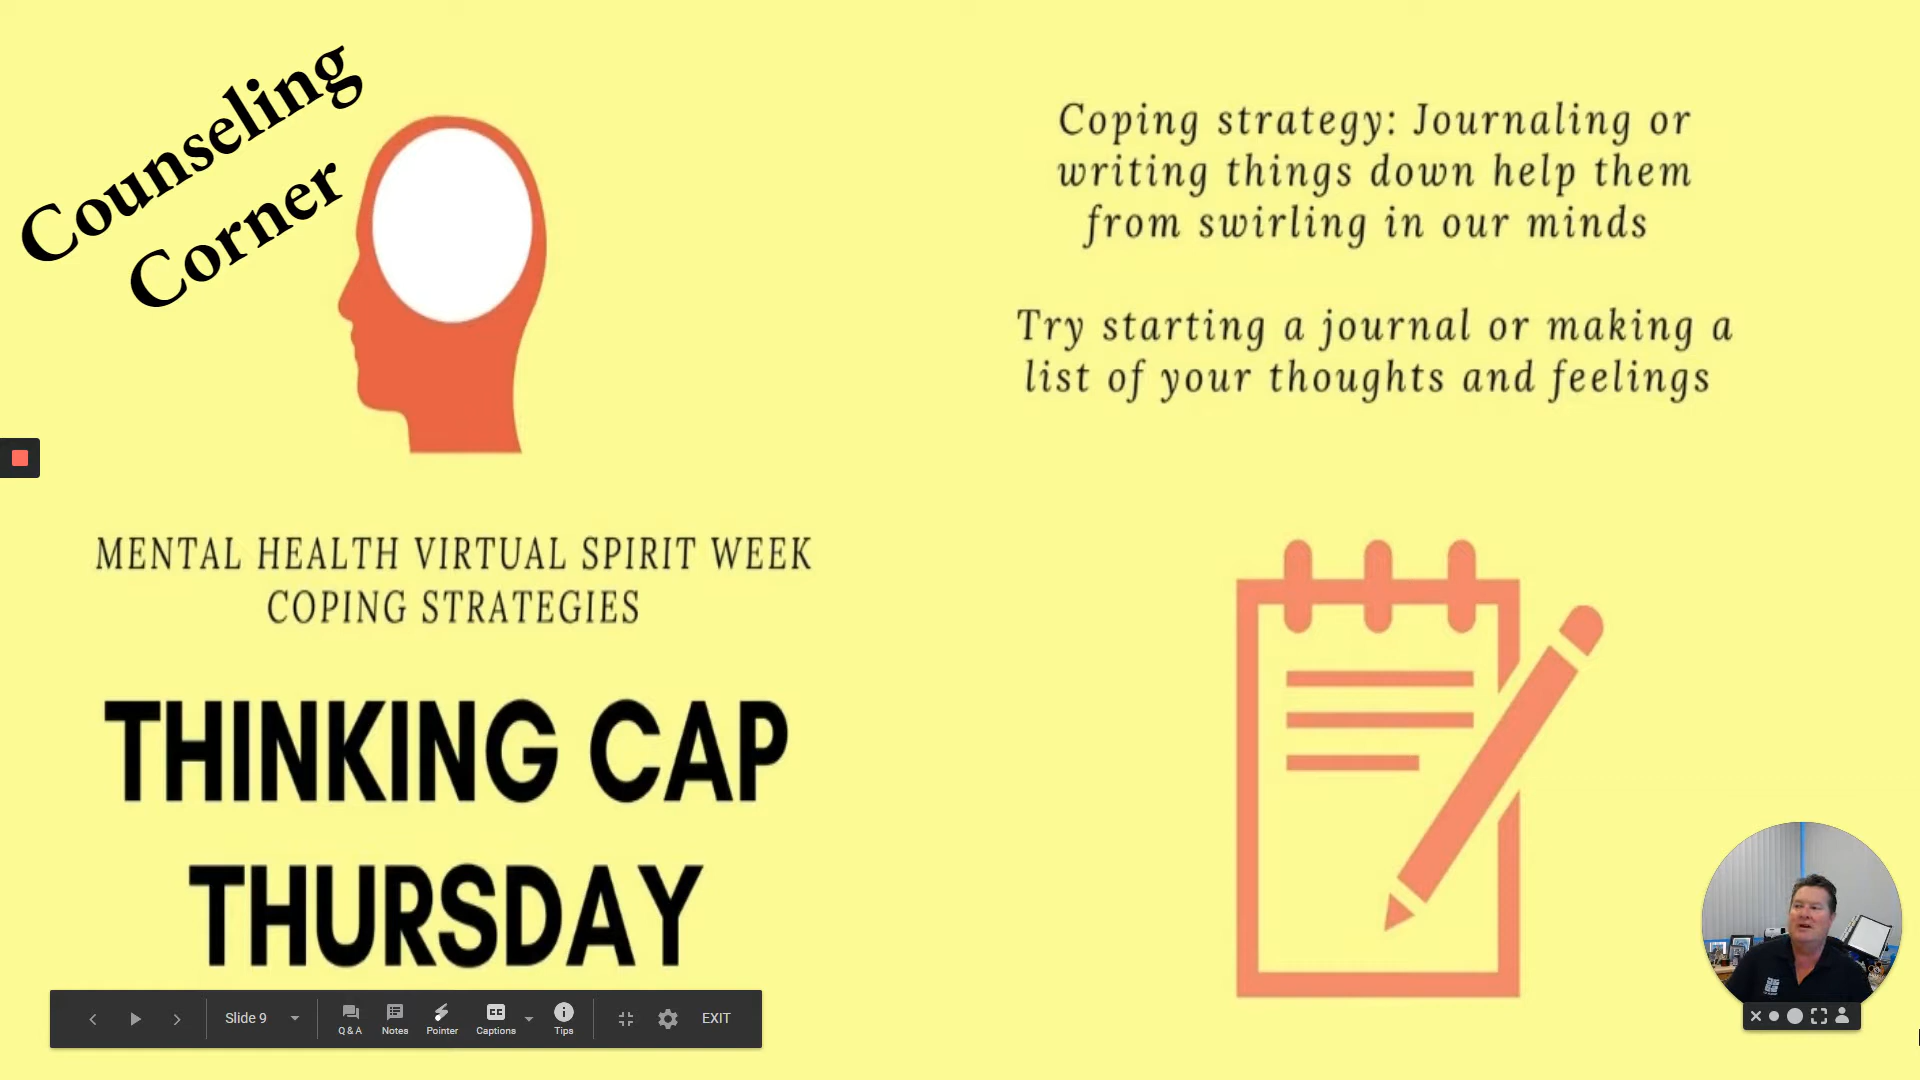 Counseling
Corner
Coping strategy: Journaling or
writing things down help them
from swirling in our minds
Try starting a journal or making a
list of your thoughts and feelings
MENTAL HEALTH VIRTUAL SPIRIT WEEK
COPING STRATEGIES
THINKING CAP
THURSDAY
Slide 9
Q & A
Notes
Pointer
CC
Captions
Tips
EXIT